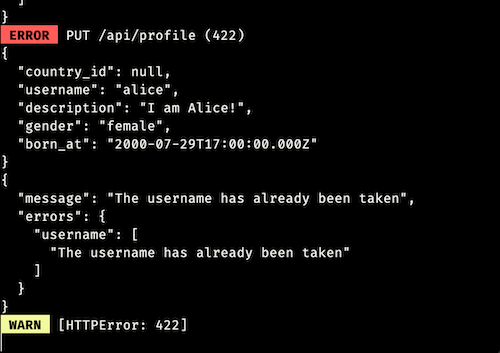 ]
}
ERROR PUT /api/profile (422)
{
"country_id": null,
"username": "alice",
"description": "I am Alice!",
"gender": "female",
"born_at": "2000-07-29T17:00:00.000Z"
}
{
"message": "The username has already been taken",
"errors": {
"username": [
"The username has already been taken"
]
}
}
WARN [HTTPError: 422]